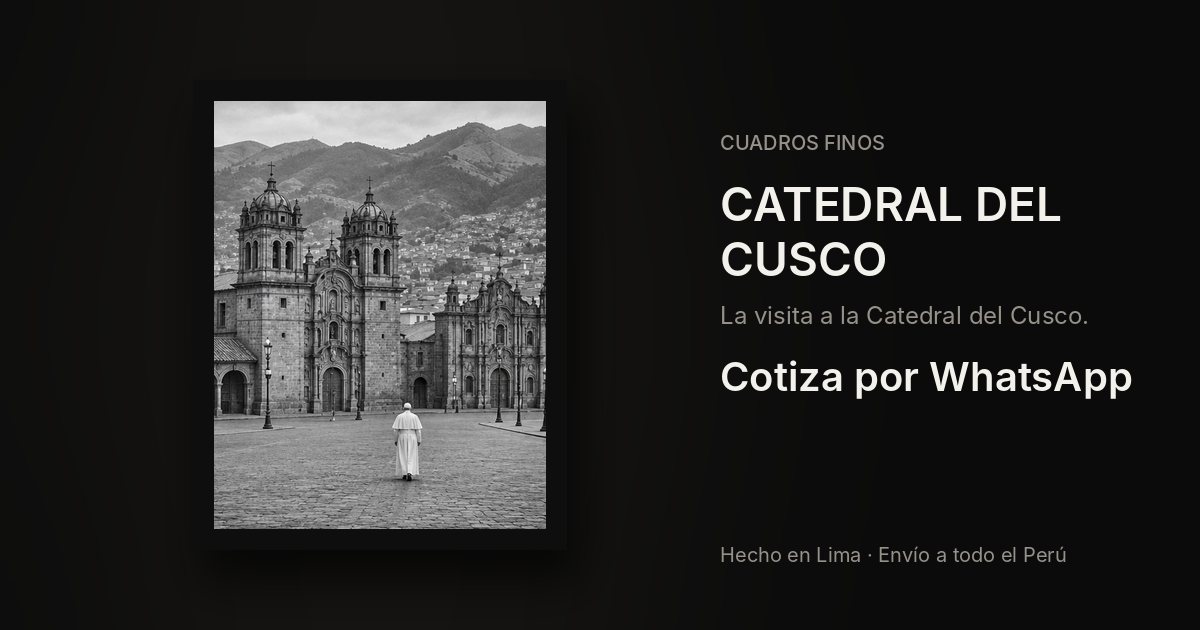 CUADROS FINOS
CATEDRAL DEL
CUSCO
La visita a la Catedral del Cusco.
Cotiza por WhatsApp
Hecho en Lima · Envío a todo el Perú